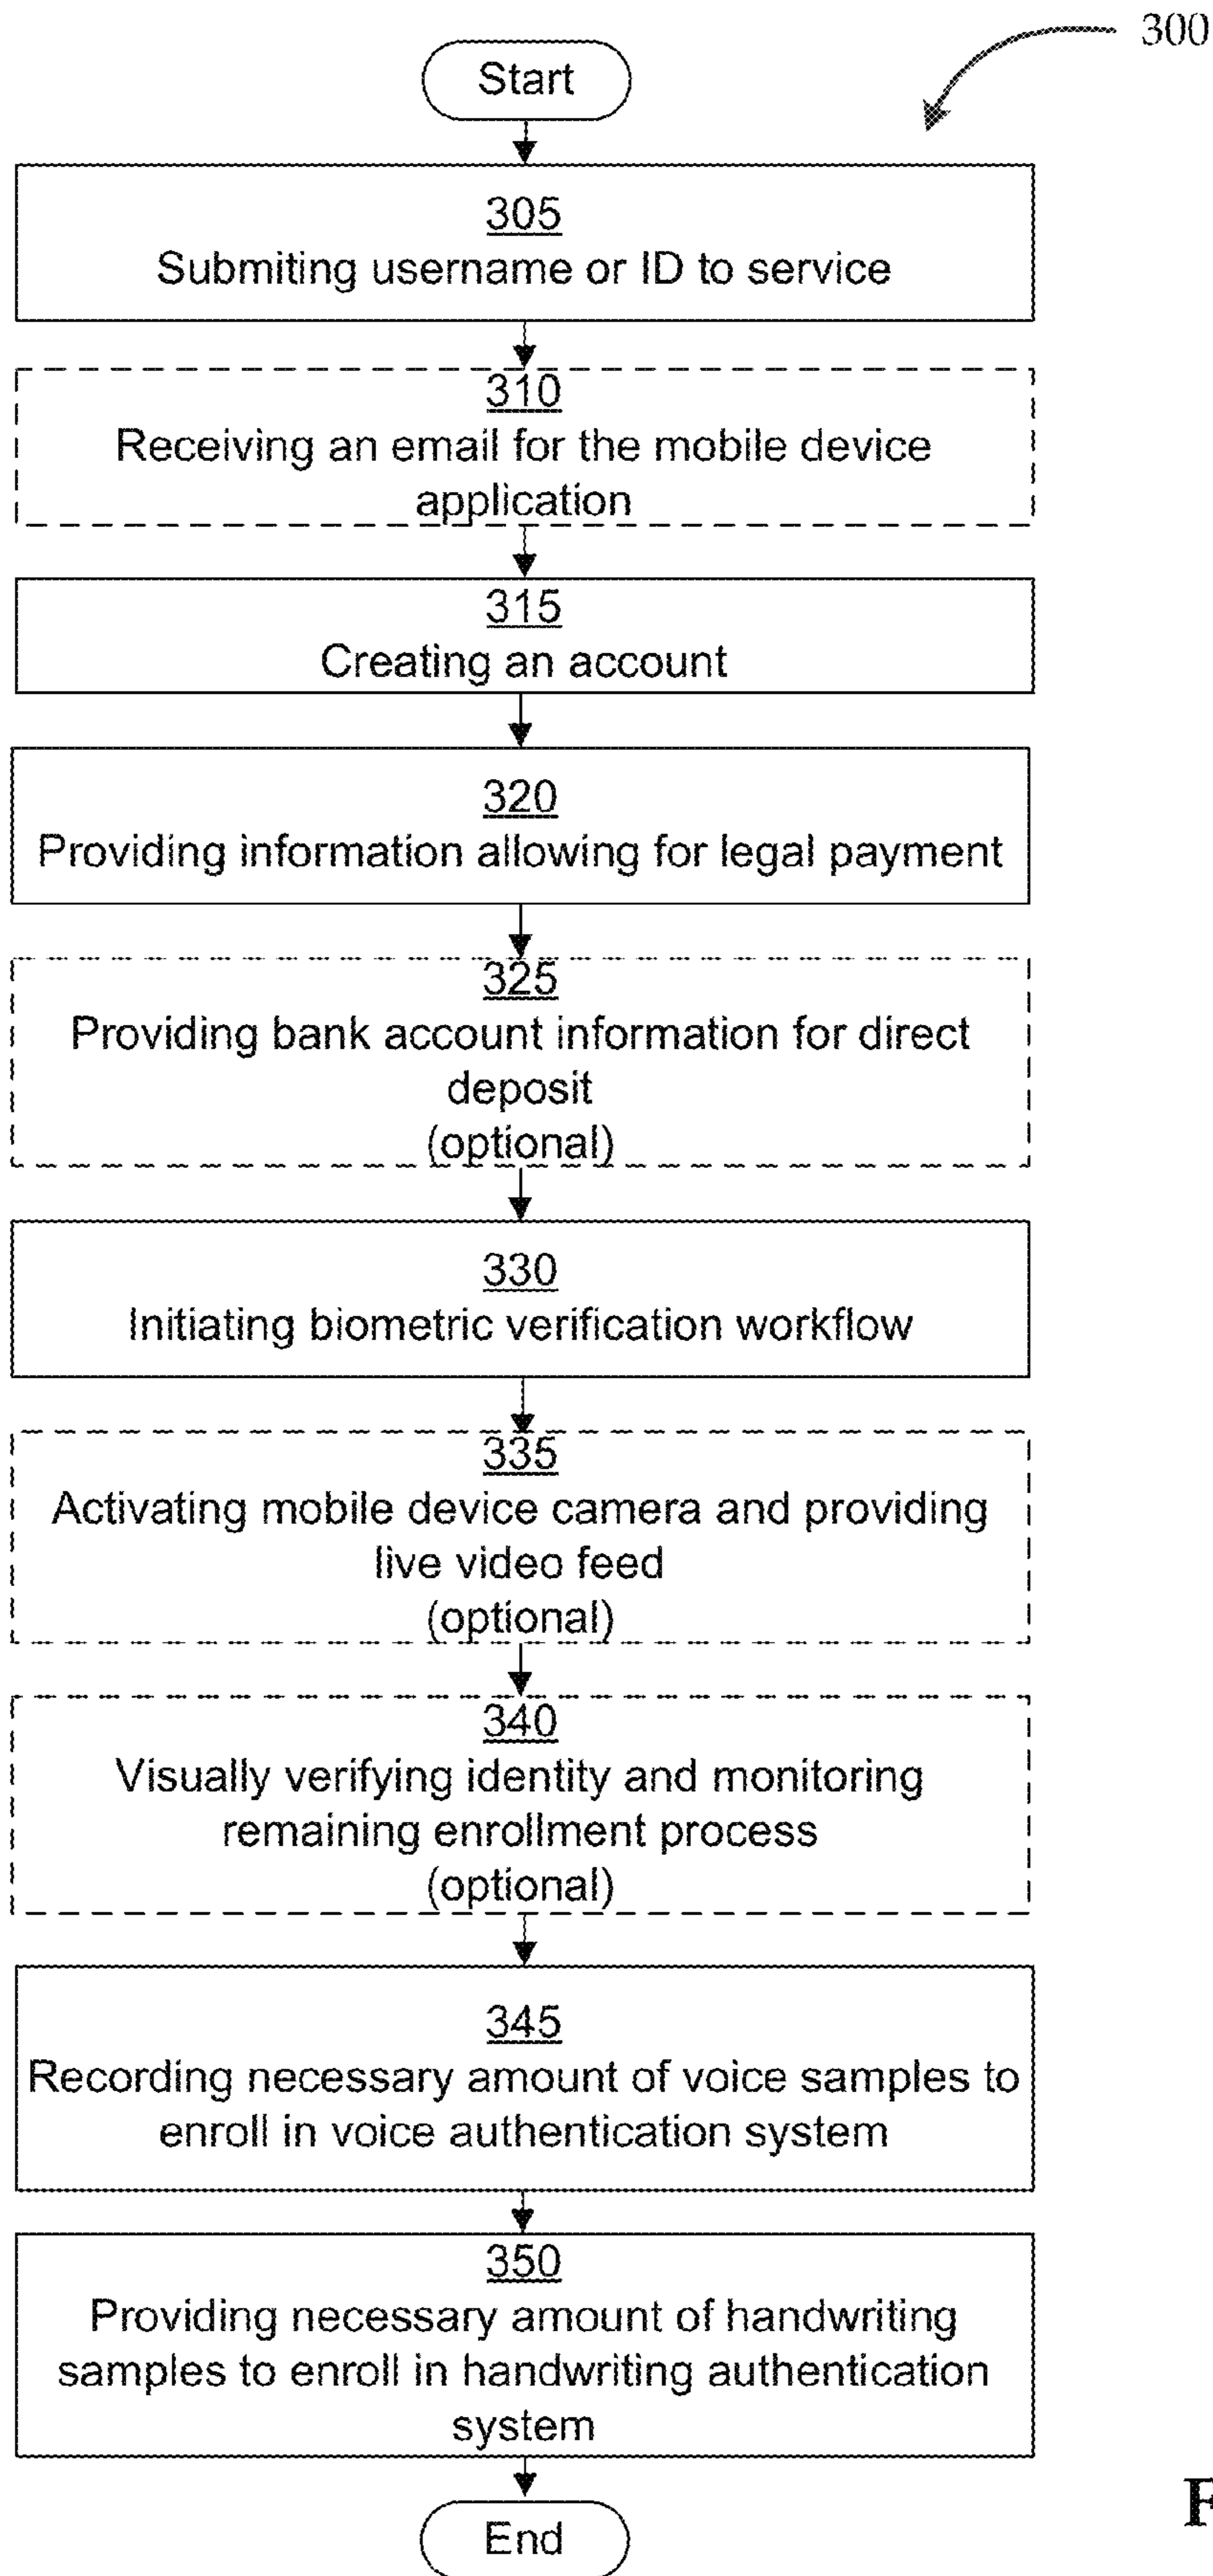 300
Start
305
Submiting username or ID to service
310
Receiving an email for the mobile device
application
315
Creating an account
320
Providing information allowing for legal payment
325
Providing bank account information for direct
deposit
(optional)
330
Initiating biometric verification workflow
335
Activating mobile device camera and providing
live video feed
(optional)
340
Visually verifying identity and monitoring
remaining enrollment process
(optional)
345
Recording necessary amount of voice samples to
enroll in voice authentication system
350
Providing necessary amount of handwriting
samples to enroll in handwriting authentication
system
End